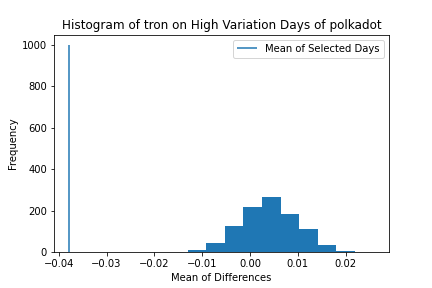 Histogram of tron on High Variation Days of polkadot
Mean of Selected Days
1000
800
600
400
200
0
Frequency
−0.04 −0.03 −0.02 −0.01 0.00 0.01 0.02
Mean of Differences